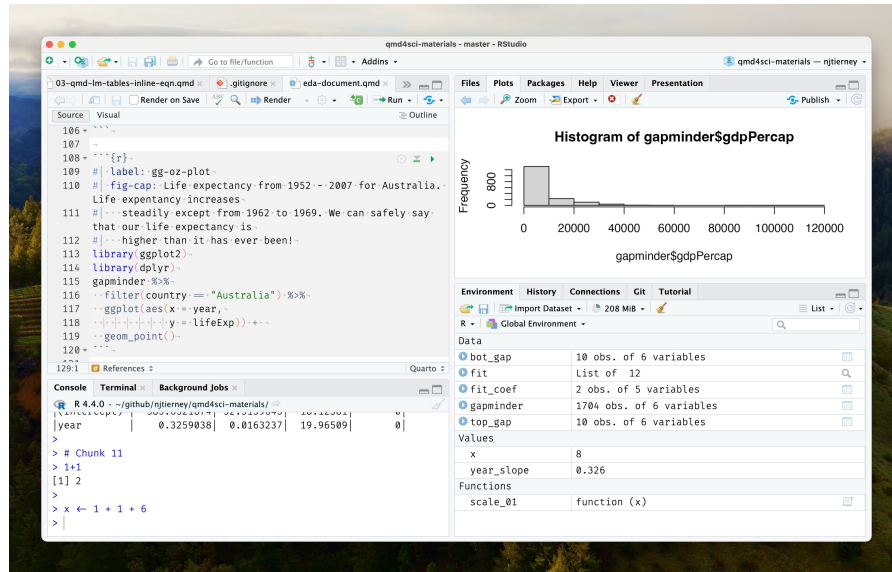 qmd4sci-materials - master - RStudio
Go to file/function
Addins
qmd4sci-materials — njtierney
03-qmd-lm-tables-inline-eqn.qmd
.gitignore
eda-document.qmd
Render on Save
Render
Run
Source
Visual
Outline
106 ```
107
108 ```{r}
109 #| label: gg-oz-plot
110 #| fig-cap: Life expectancy from 1952 - 2007 for Australia.
Life expentancy increases
111 #|   steadily except from 1962 to 1969. We can safely say
that our life expectancy is
112 #|   higher than it has ever been!
113 library(ggplot2)
114 library(dplyr)
115 gapminder %>%
116   filter(country == "Australia") %>%
117   ggplot(aes(x = year,
118              y = lifeExp)) +
119   geom_point()
120 ```
129:1
References
Quarto
Console
Terminal
Background Jobs
R 4.4.0 · ~/github/njtierney/qmd4sci-materials/
|year | 0.3259038| 0.0163237| 19.96509| 0|
>
> # Chunk 11
> 1+1
[1] 2
>
> x <- 1 + 1 + 6
>
Files
Plots
Packages
Help
Viewer
Presentation
Zoom
Export
Publish
Histogram of gapminder$gdpPercap
Frequency
0 800
0 20000 40000 60000 80000 100000 120000
gapminder$gdpPercap
Environment
History
Connections
Git
Tutorial
Import Dataset
208 MiB
List
R
Global Environment
Data
bot_gap 10 obs. of 6 variables
fit List of 12
fit_coef 2 obs. of 5 variables
gapminder 1704 obs. of 6 variables
top_gap 10 obs. of 6 variables
Values
x 8
year_slope 0.326
Functions
scale_01 function (x)